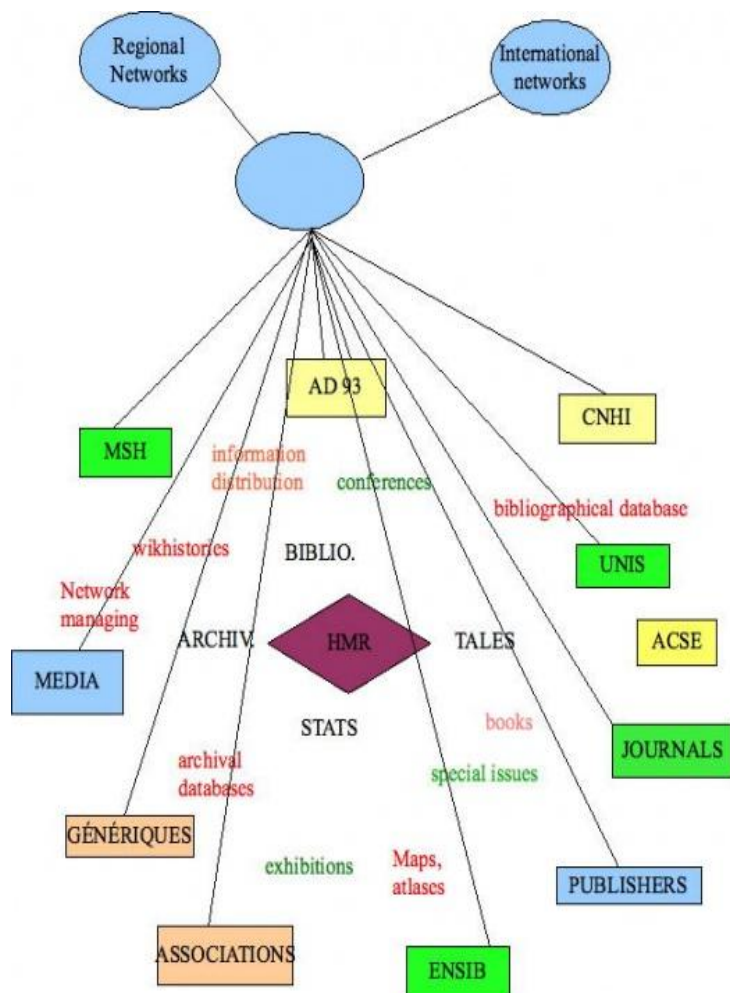 Regional
Networks
International
networks
AD 93
CNHI
MSH
information
distribution
conferences
bibliographical database
wikhistories
BIBLIO.
UNIS
Network
managing
ARCHIV.
HMR
TALES
ACSE
MEDIA
STATS
books
JOURNALS
archival
databases
special issues
GÉNÉRIQUES
exhibitions
Maps,
atlases
PUBLISHERS
ASSOCIATIONS
ENSIB